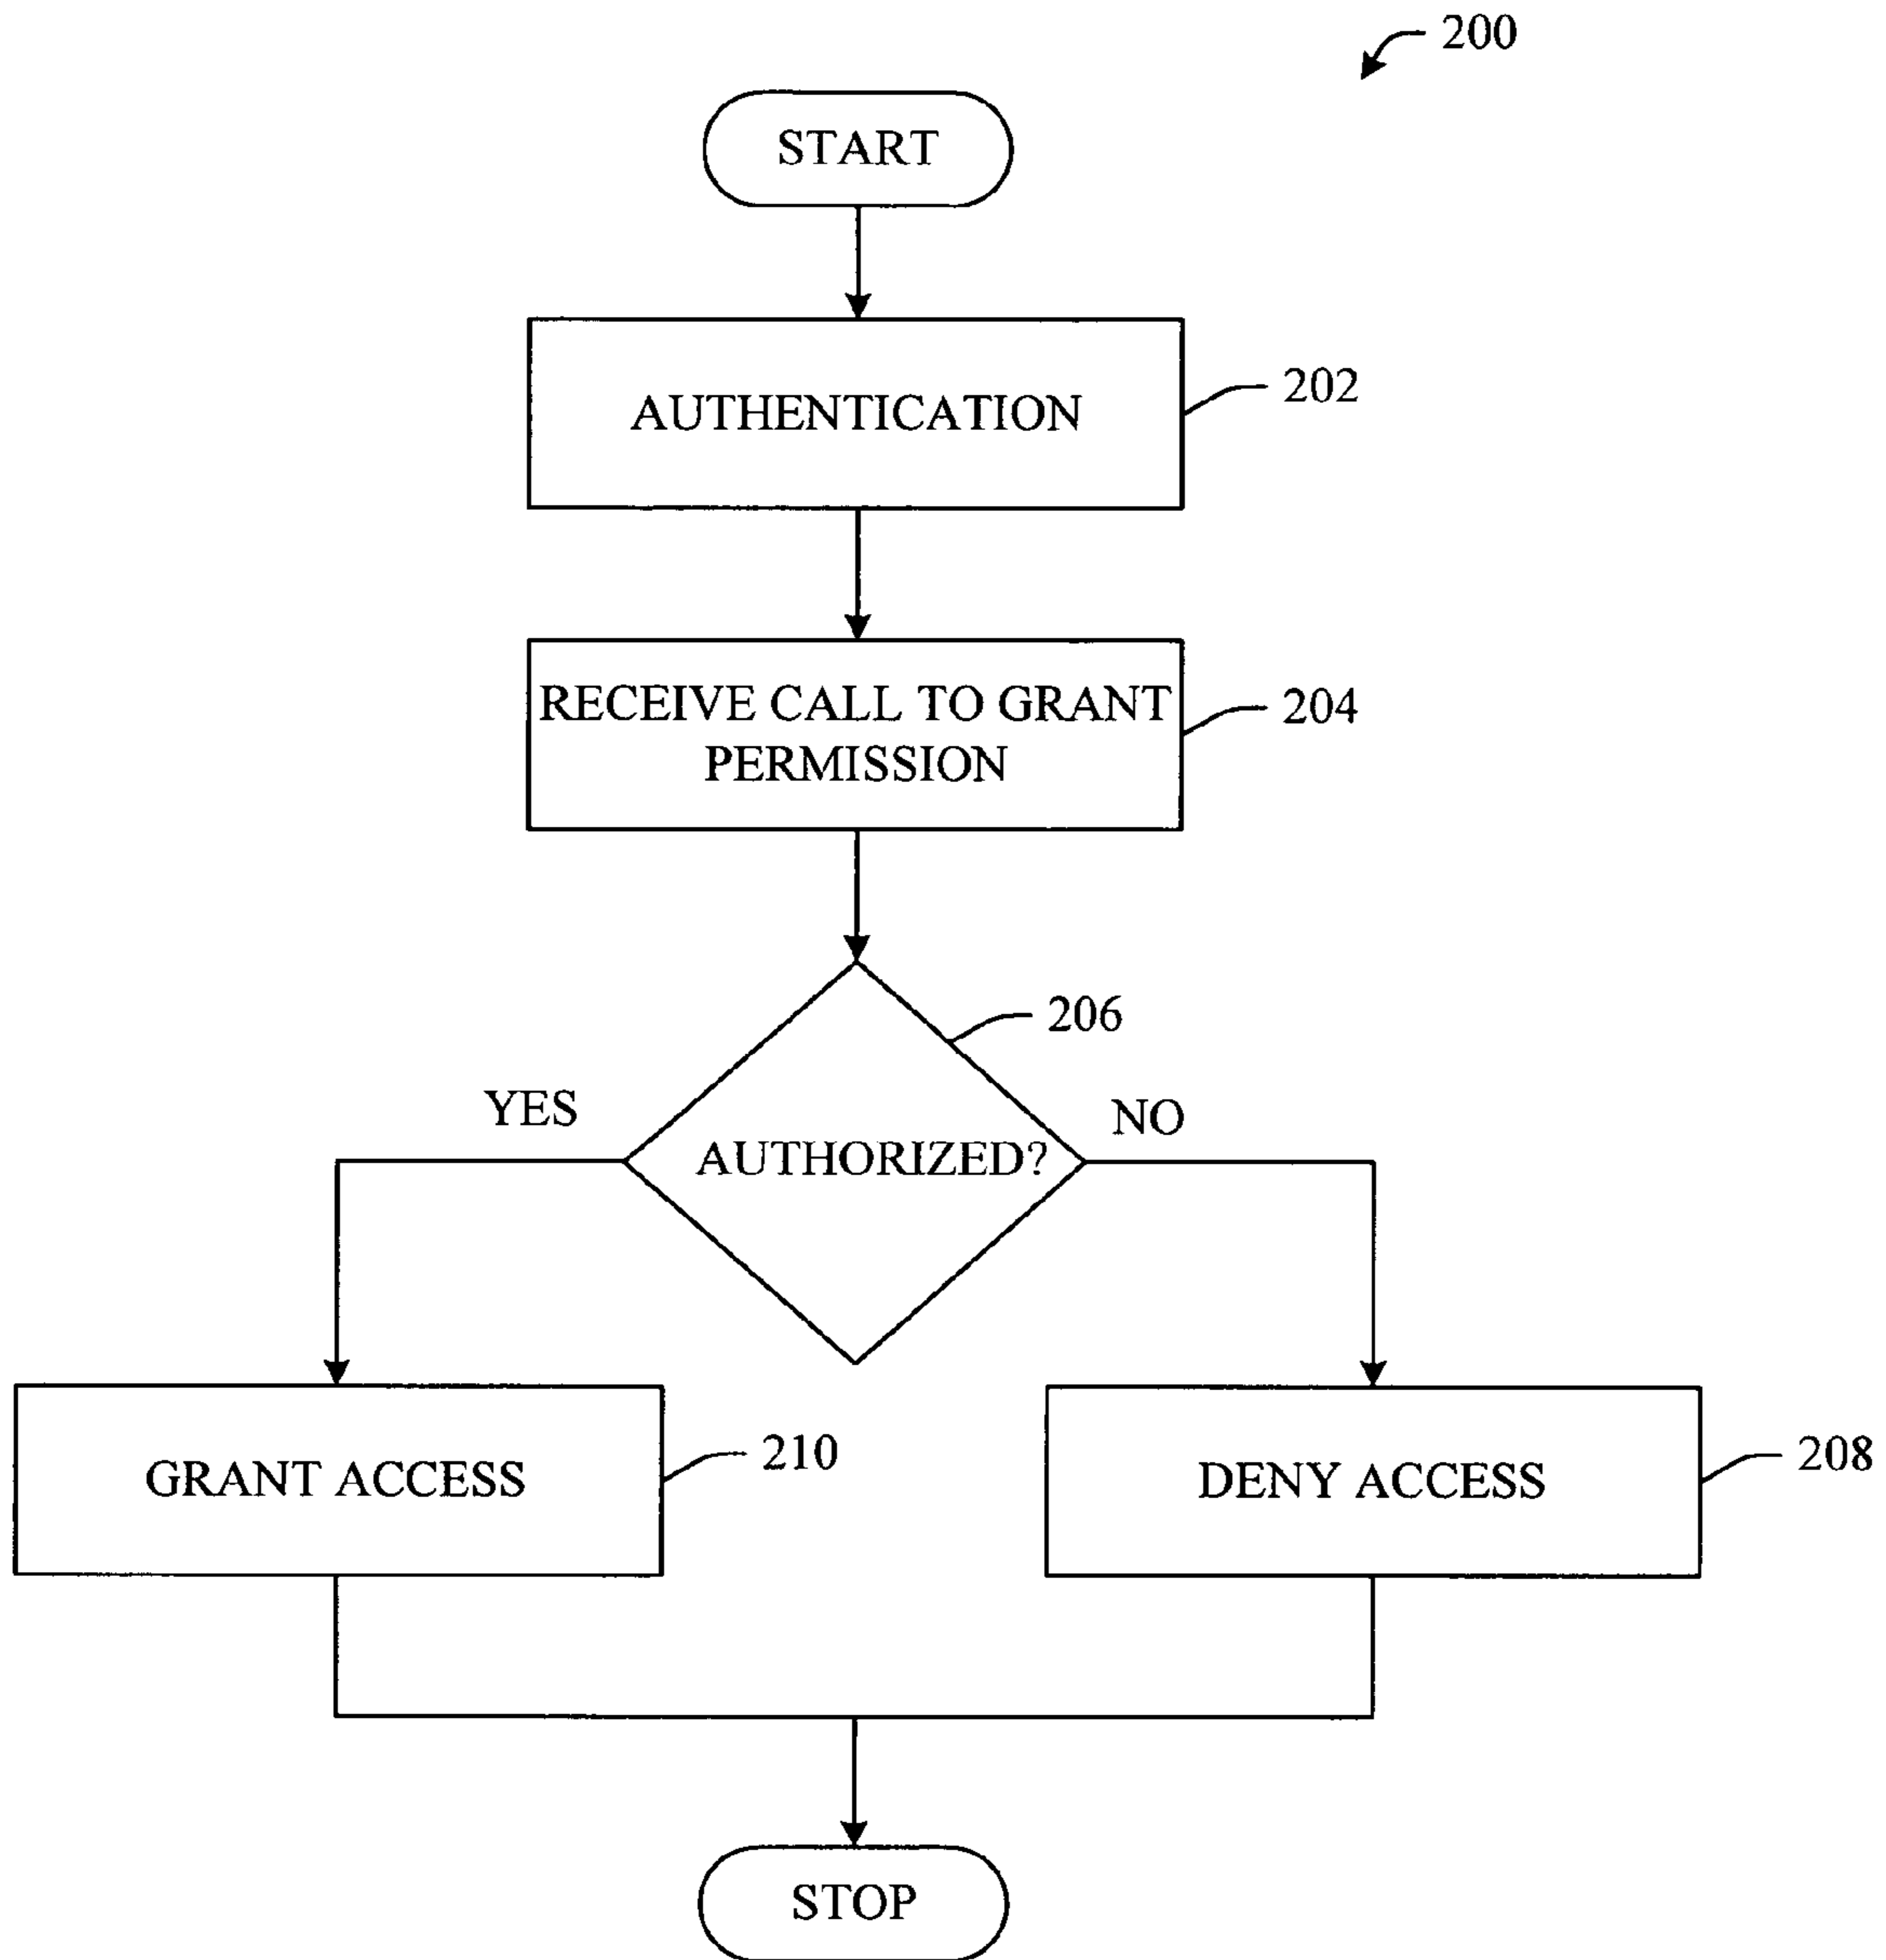 200
START
AUTHENTICATION
202
RECEIVE CALL TO GRANT
PERMISSION
204
206
YES
NO
AUTHORIZED?
GRANT ACCESS
210
DENY ACCESS
208
STOP